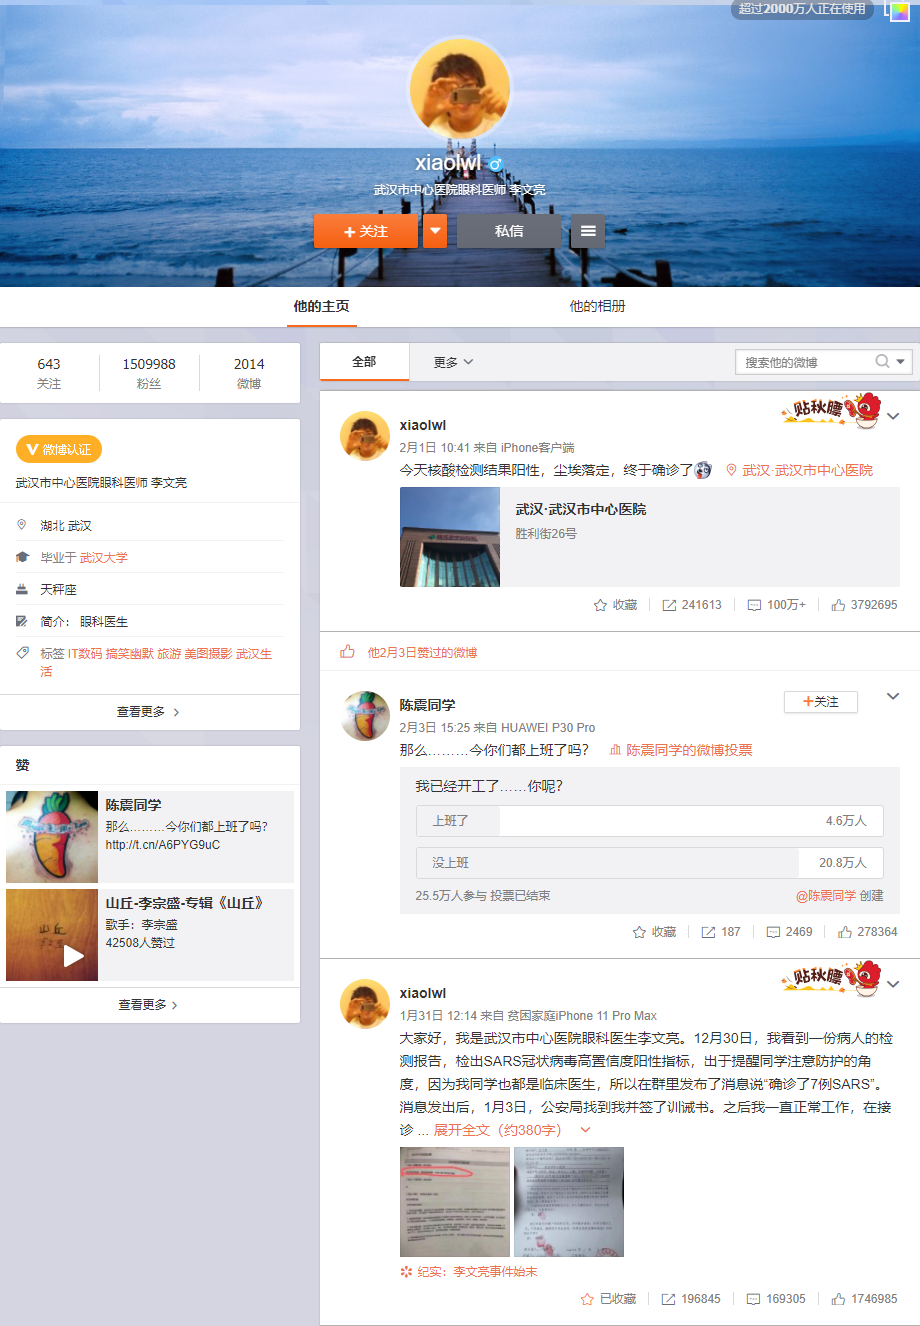 超过2000万人正在使用
xiaolwl
武汉市中心医院眼科医师 李文亮
+ 关注
私信
他的主页
他的相册
643
关注
1509988
粉丝
2014
微博
微博认证
武汉市中心医院眼科医师 李文亮
湖北 武汉
毕业于 武汉大学
天秤座
简介： 眼科医生
标签 IT数码 搞笑幽默 旅游 美图摄影 武汉生
活
查看更多
赞
陈震同学
那么………今你们都上班了吗？
http://t.cn/A6PYG9uC
山丘-李宗盛-专辑《山丘》
歌手：李宗盛
42508人赞过
查看更多
全部
更多
搜索他的微博
贴秋膘
xiaolwl
2月1日 10:41 来自 iPhone客户端
今天核酸检测结果阳性，尘埃落定，终于确诊了 武汉·武汉市中心医院
武汉·武汉市中心医院
胜利街26号
收藏 241613 100万+ 3792695
他2月3日赞过的微博
陈震同学
+关注
2月3日 15:25 来自 HUAWEI P30 Pro
那么………今你们都上班了吗？ 陈震同学的微博投票
我已经开工了……你呢？
上班了 4.6万人
没上班 20.8万人
25.5万人参与 投票已结束 @陈震同学 创建
收藏 187 2469 278364
贴秋膘
xiaolwl
1月31日 12:14 来自 贫困家庭iPhone 11 Pro Max
大家好，我是武汉市中心医院眼科医生李文亮。12月30日，我看到一份病人的检
测报告，检出SARS冠状病毒高置信度阳性指标，出于提醒同学注意防护的角
度，因为我同学也都是临床医生，所以在群里发布了消息说“确诊了7例SARS”。
消息发出后，1月3日，公安局找到我并签了训诫书。之后我一直正常工作，在接
诊 ... 展开全文（约380字）
纪实：李文亮事件始末
已收藏 196845 169305 1746985